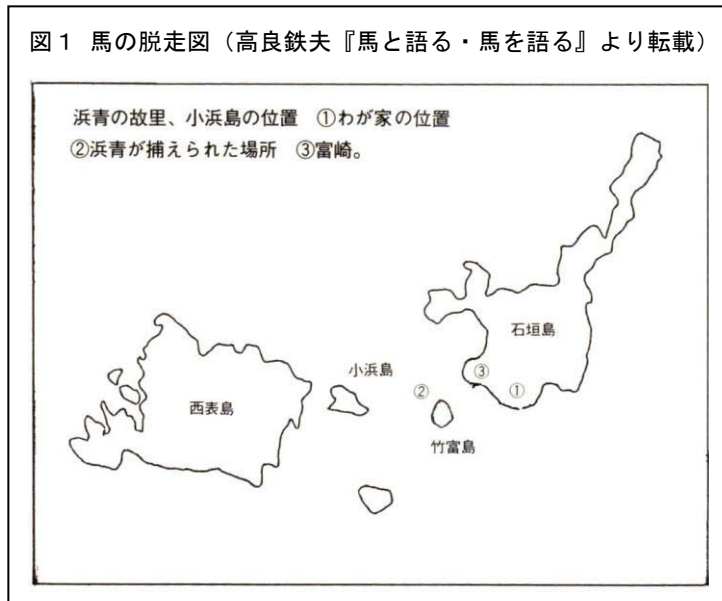 図1 馬の脱走図（高良鉄夫『馬と語る・馬を語る』より転載）
浜青の故里、小浜島の位置 ①わが家の位置
②浜青が捕えられた場所 ③富崎。
石垣島
小浜島
③
②
①
西表島
竹富島